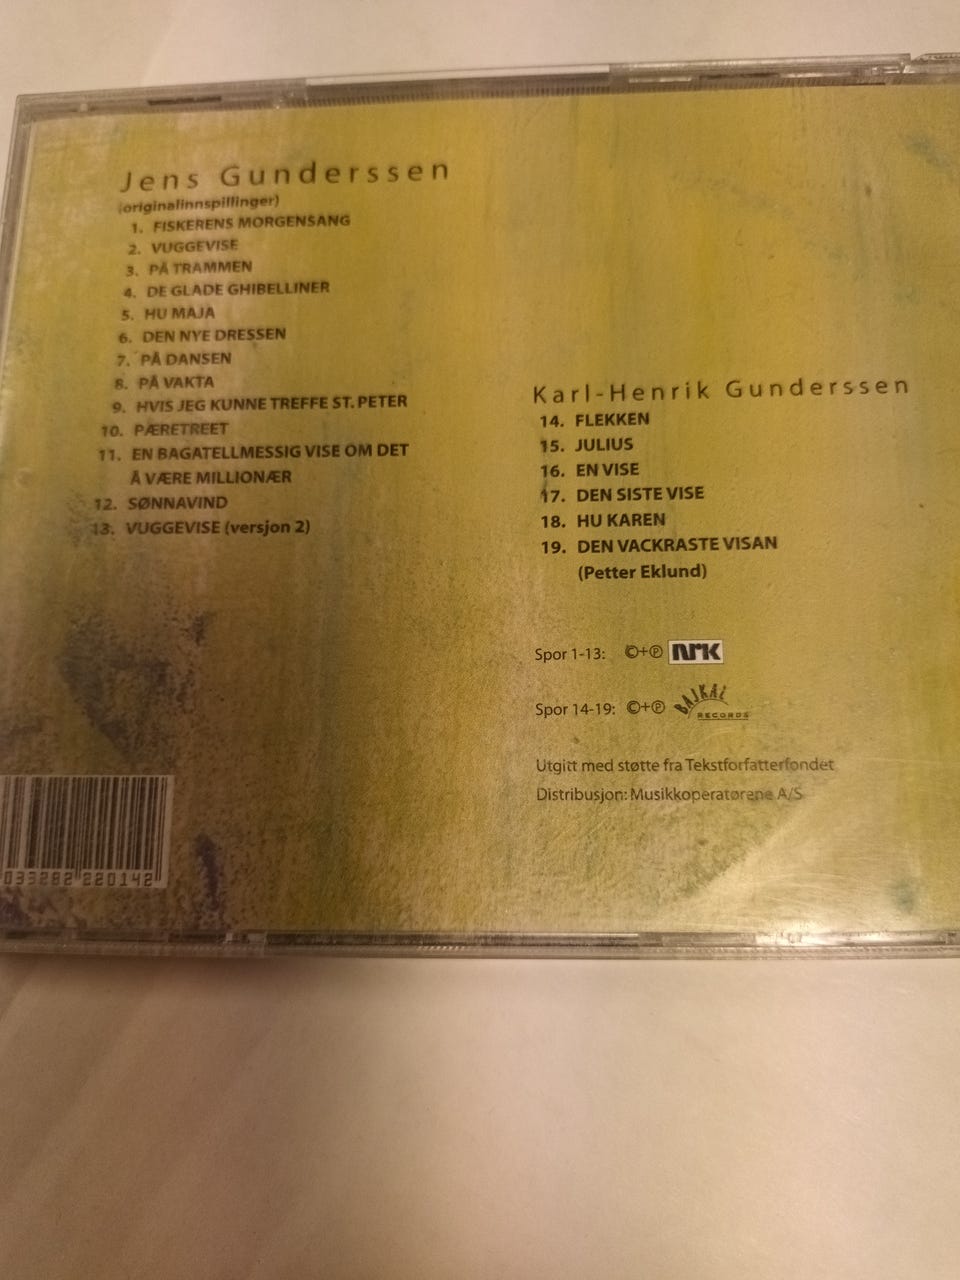 Jens Gunderssen
(originalinnspillinger)
1. FISKERENS MORGENSANG
2. VUGGEVISE
3. PÅ TRAMMEN
4. DE GLADE GHIBELLINER
5. HU MAJA
6. DEN NYE DRESSEN
7. PÅ DANSEN
8. PÅ VAKTA
9. HVIS JEG KUNNE TREFFE ST. PETER
10. PÆRETREET
11. EN BAGATELLMESSIG VISE OM DET
Å VÆRE MILLIONÆR
12. SØNNAVIND
13. VUGGEVISE (versjon 2)
Karl-Henrik Gunderssen
14. FLEKKEN
15. JULIUS
16. EN VISE
17. DEN SISTE VISE
18. HU KAREN
19. DEN VACKRASTE VISAN
(Petter Eklund)
Spor 1-13: ©+℗ NRK
Spor 14-19: ©+℗ BAJKAL
RECORDS
Utgitt med støtte fra Tekstforfatterfondet
Distribusjon: Musikkoperatørene A/S
033282 220142